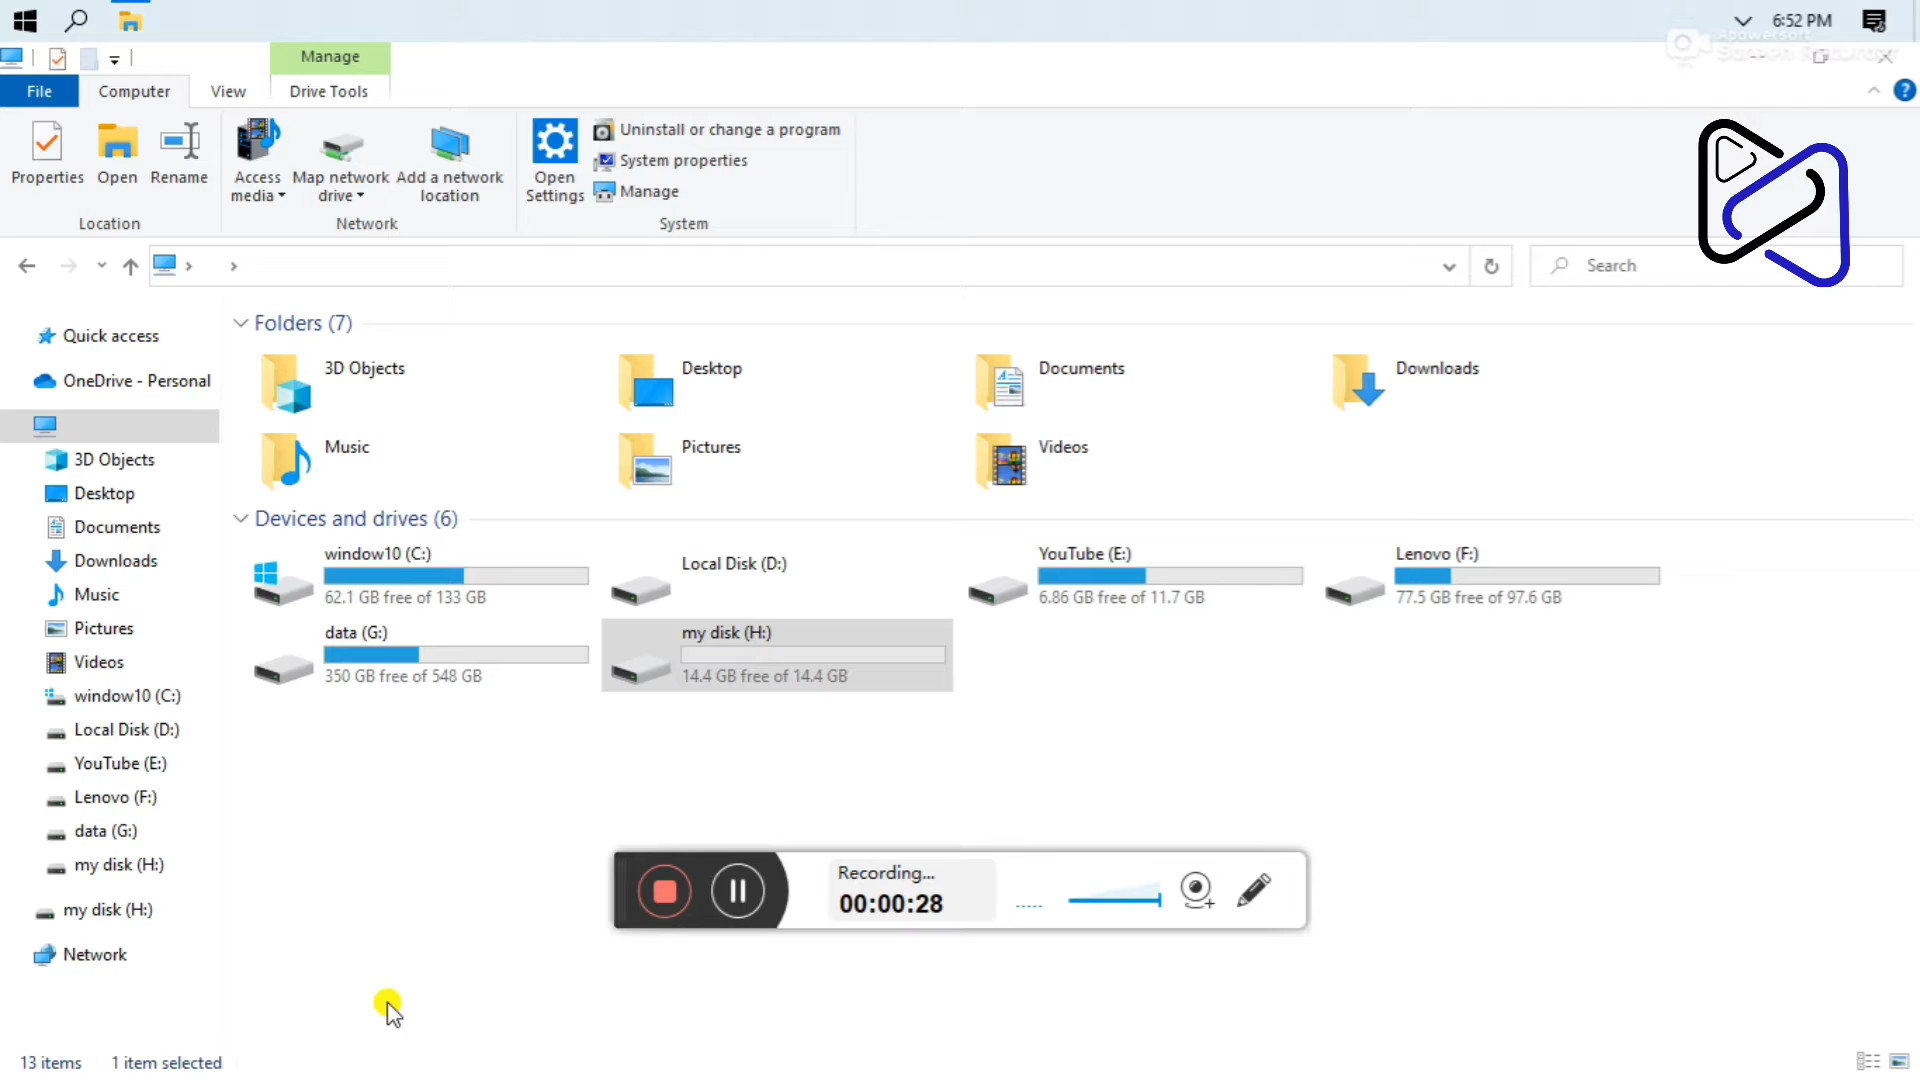 6:52 PM
Apowersoft
Screen Recorder
Manage
File
Computer
View
Drive Tools
Properties
Open
Rename
Access
media
Map network
drive
Add a network
location
Open
Settings
Uninstall or change a program
System properties
Manage
Location
Network
System
Search
Quick access
OneDrive - Personal
3D Objects
Desktop
Documents
Downloads
Music
Pictures
Videos
window10 (C:)
Local Disk (D:)
YouTube (E:)
Lenovo (F:)
data (G:)
my disk (H:)
my disk (H:)
Network
Folders (7)
3D Objects
Desktop
Documents
Downloads
Music
Pictures
Videos
Devices and drives (6)
window10 (C:)
62.1 GB free of 133 GB
Local Disk (D:)
YouTube (E:)
6.86 GB free of 11.7 GB
Lenovo (F:)
77.5 GB free of 97.6 GB
data (G:)
350 GB free of 548 GB
my disk (H:)
14.4 GB free of 14.4 GB
Recording...
00:00:28
13 items
1 item selected